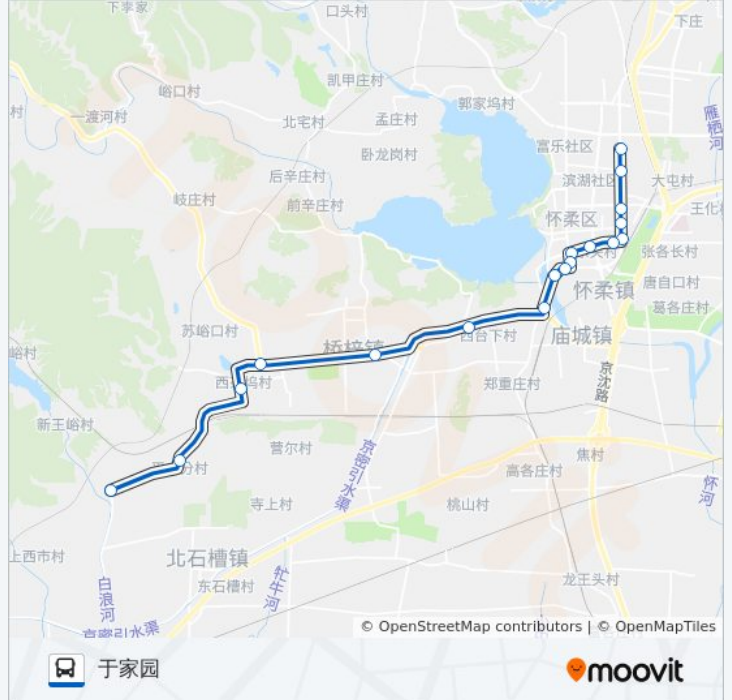 下李家
口头村
下庄
凯甲庄村
峪口村
郭家坞村
村
一渡河村
北宅村
孟庄村
雁栖河
富乐社区
卧龙岗村
后辛庄村
滨湖社区
大屯村
岐庄村
前辛庄村
怀柔区
王化村
张各长村
唐自口村
怀柔镇
葛各庄村
苏峪口村
庙城镇
桥梓镇
西台下村
峪村
京沈路
郑重庄村
新王峪村
营尔村
京密引水渠
焦村
高各庄村
怀河
寺上村
桃山村
上西市村
北石槽镇
白浪河
东石槽村
牤牛河
龙王头村
京密引水渠
© OpenStreetMap contributors | © OpenMapTiles
于家园
moovit